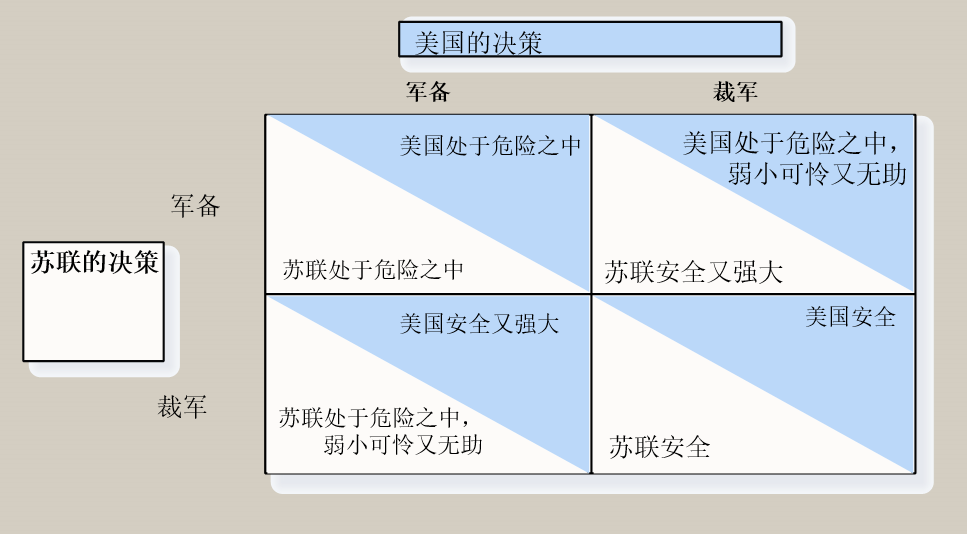 美国的决策
军备
裁军
美国处于危险之中
美国处于危险之中，
弱小可怜又无助
军备
苏联的决策
苏联处于危险之中
苏联安全又强大
美国安全又强大
美国安全
裁军
苏联处于危险之中，
弱小可怜又无助
苏联安全